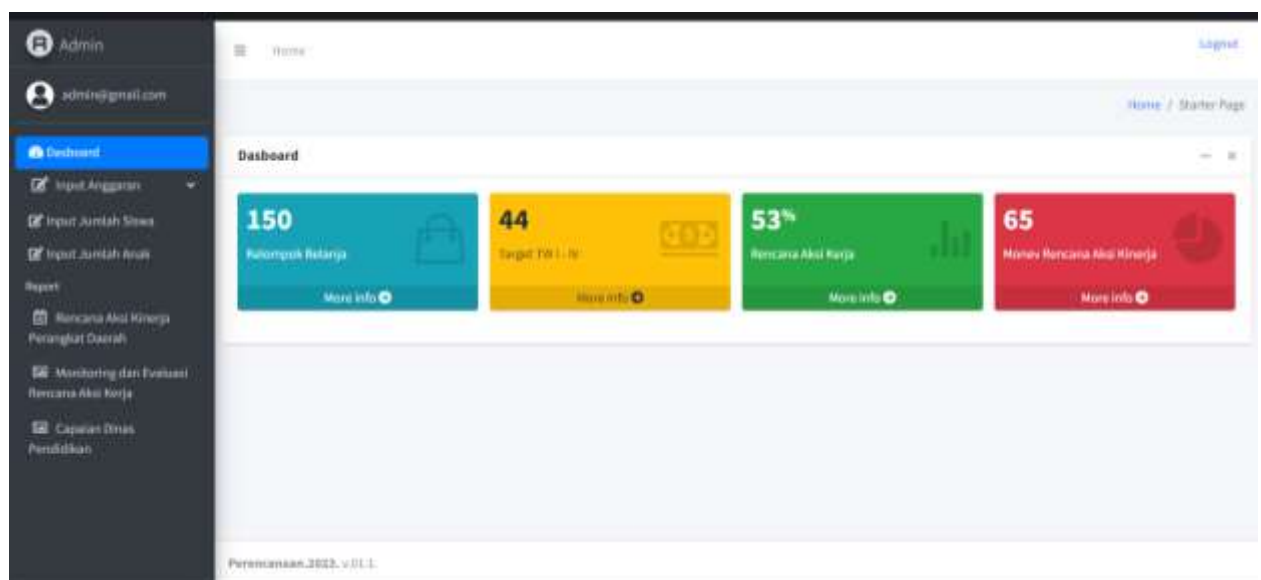 Admin
Home
Logout
admin@gmail.com
Home / Starter Page
Dasboard
Dasboard
Input Anggaran
Input Jumlah Siswa
Input Jumlah Anak
Report
Rencana Aksi Kinerja
Perangkat Daerah
Monitoring dan Evaluasi
Rencana Aksi Kerja
Capaian Dinas
Pendidikan
150
Kelompok Belanja
More info
44
Target TW I - IV
More info
53%
Rencana Aksi Kerja
More info
65
Monev Rencana Aksi Kinerja
More info
Perencanaan.2022. v.01.1.